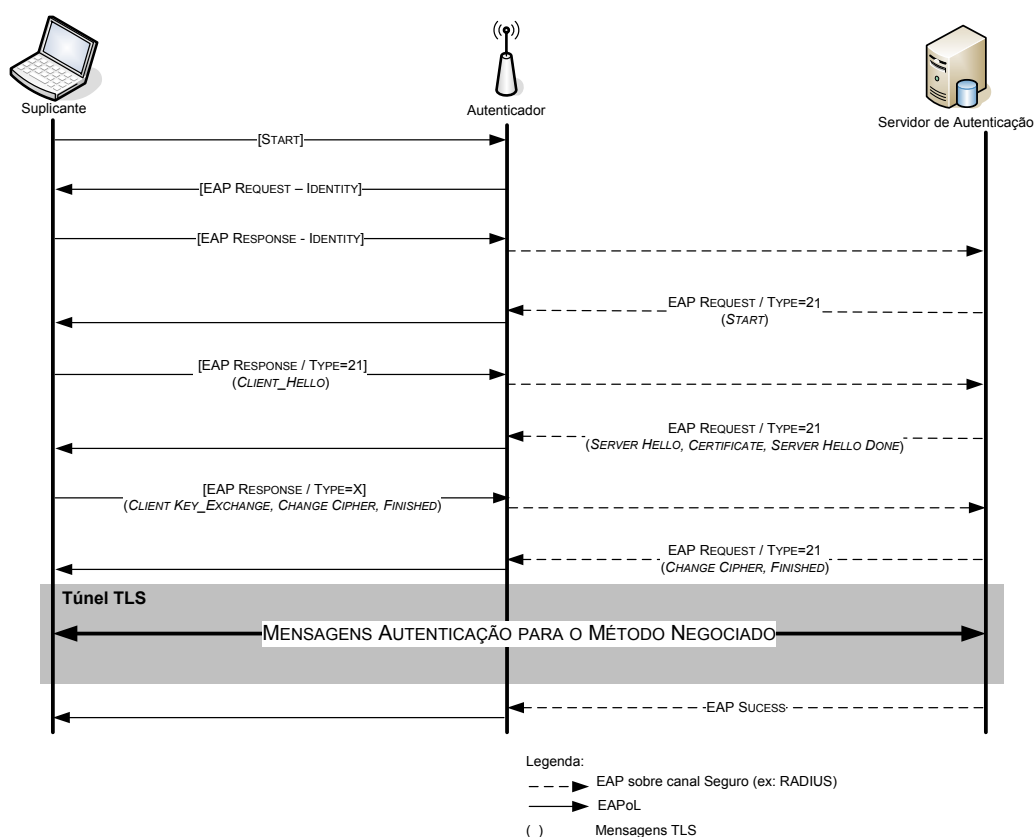 Suplicante
Autenticador
Servidor de Autenticação
[START]
[EAP REQUEST – IDENTITY]
[EAP RESPONSE - IDENTITY]
EAP REQUEST / TYPE=21
(START)
[EAP RESPONSE / TYPE=21]
(CLIENT_HELLO)
EAP REQUEST / TYPE=21
(SERVER HELLO, CERTIFICATE, SERVER HELLO DONE)
[EAP RESPONSE / TYPE=X]
(CLIENT KEY_EXCHANGE, CHANGE CIPHER, FINISHED)
EAP REQUEST / TYPE=21
(CHANGE CIPHER, FINISHED)
Túnel TLS
MENSAGENS AUTENTICAÇÃO PARA O MÉTODO NEGOCIADO
EAP SUCESS
Legenda:
EAP sobre canal Seguro (ex: RADIUS)
EAPoL
( ) Mensagens TLS